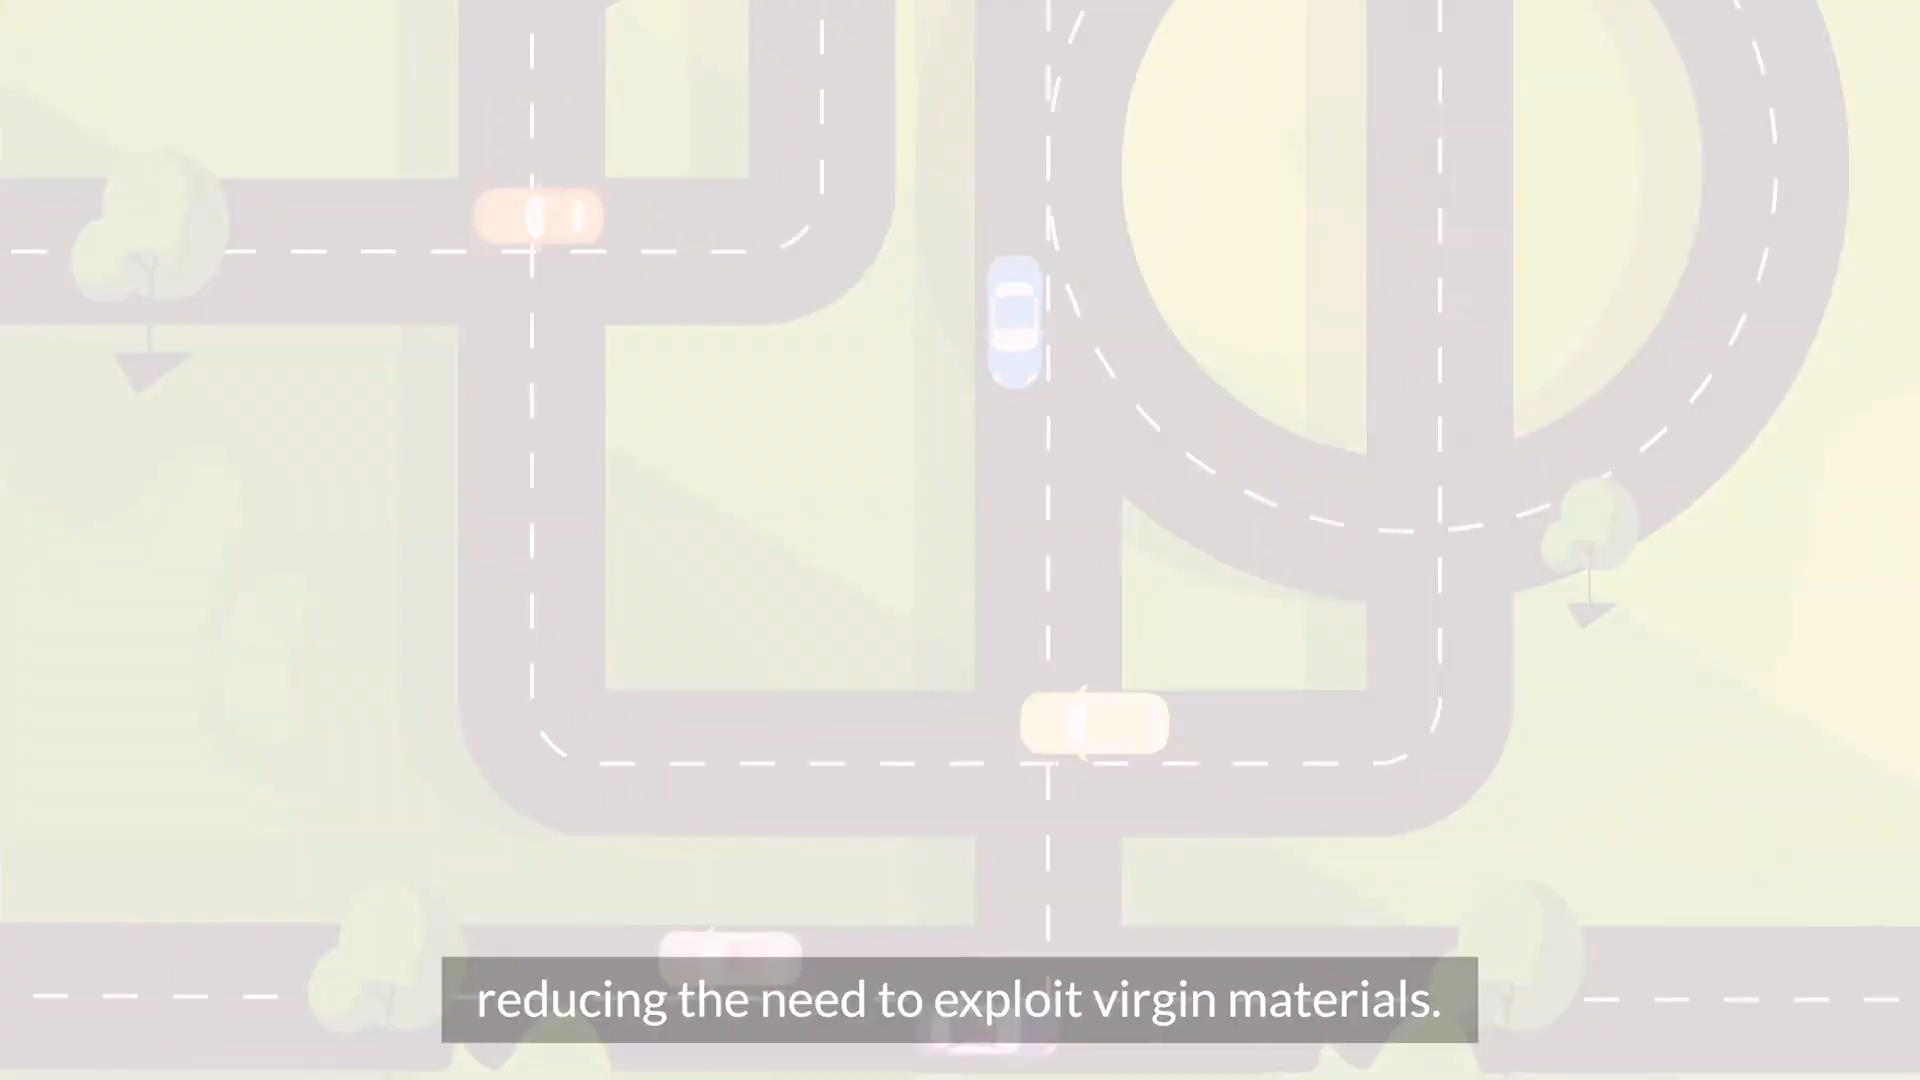 reducing the need to exploit virgin materials.